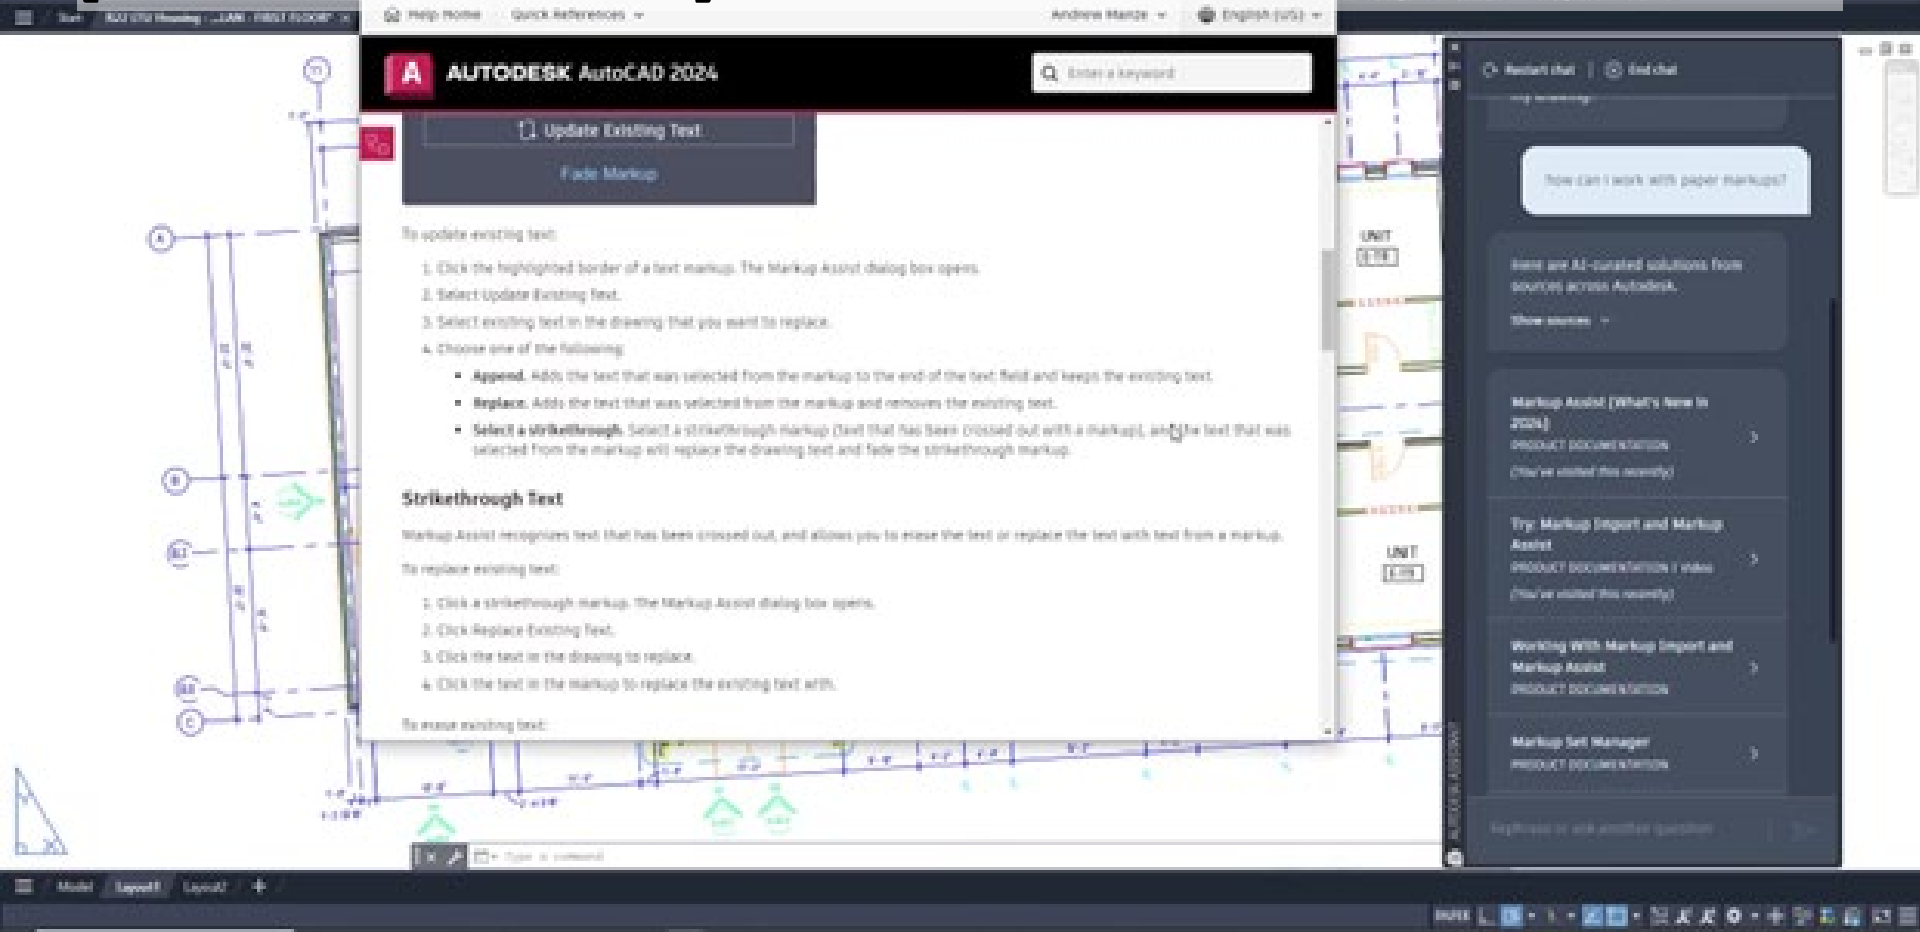 Start
Help Home
Quick References
Andrew
English (US)
AUTODESK AutoCAD 2024
Enter a keyword
Update Existing Text
Fade Markup
To update existing text:
1. Click the highlighted border of a text markup. The Markup Assist dialog box opens.
2. Select Update Existing Text.
3. Select existing text in the drawing that you want to replace.
4. Choose one of the following:
• Append. Adds the text that was selected from the markup to the end of the text field and keeps the existing text.
• Replace. Adds the text that was selected from the markup and removes the existing text.
• Select a strikethrough. Select a strikethrough markup (text that has been crossed out with a markup), and the text that was
selected from the markup will replace the drawing text and fade the strikethrough markup.
Strikethrough Text
Markup Assist recognizes text that has been crossed out, and allows you to erase the text or replace the text with text from a markup.
To replace existing text:
1. Click a strikethrough markup. The Markup Assist dialog box opens.
2. Click Replace Existing Text.
3. Click the text in the drawing to replace.
4. Click the text in the markup to replace the existing text with.
To erase existing text:
Restart chat
End chat
how can I work with paper markups?
Here are AI-curated solutions from
sources across Autodesk.
Show sources
Markup Assist (What's New in
2024)
PRODUCT DOCUMENTATION
(You've visited this recently)
Try: Markup Import and Markup
Assist
PRODUCT DOCUMENTATION | Video
(You've visited this recently)
Working With Markup Import and
Markup Assist
PRODUCT DOCUMENTATION
Markup Set Manager
PRODUCT DOCUMENTATION
Rephrase or ask another question
AUTODESK ASSISTANT
UNIT
UNIT
A
B
C
Type a command
Model
Layout1
Layout2
PAPER